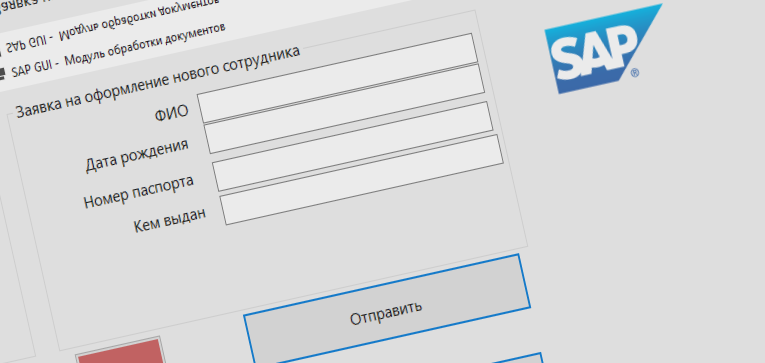 SAP GUI - Модуль обработки документов
SAP GUI - Модуль обработки документов
SAP
®
Заявка на оформление нового сотрудника
ФИО
Дата рождения
Номер паспорта
Кем выдан
Отправить